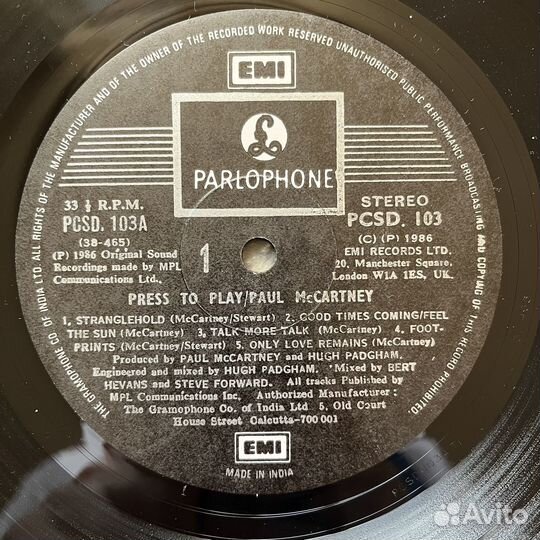 ALL RIGHTS OF THE MANUFACTURER AND OF THE OWNER OF THE RECORDED WORK RESERVED UNAUTHORISED PUBLIC PERFORMANCE BROADCASTING AND COPYING OF THIS RECORD PROHIBITED
THE GRAMOPHONE CO OF INDIA LTD.
EMI
£
PARLOPHONE
33 ⅓ R.P.M.
PCSD. 103A
(38-465)
(P) 1986 Original Sound
Recordings made by MPL
Communications Ltd.
1
STEREO
PCSD. 103
(C) (P) 1986
EMI RECORDS LTD.
20, Manchester Square.
London W1A 1ES, UK.
PRESS TO PLAY/PAUL McCARTNEY
1, STRANGLEHOLD (McCartney/Stewart) 2: GOOD TIMES COMING/FEEL
THE SUN (McCartney) 3, TALK MORE TALK (McCartney) 4. FOOT-
PRINTS (McCartney/Stewart) 5. ONLY LOVE REMAINS (McCartney)
Produced by PAUL McCARTNEY and HUGH PADGHAM.
Engineered and mixed by HUGH PADGHAM. *Mixed by BERT
HEVANS and STEVE FORWARD. All tracks Published by
MPL Communications Inc. Authorized Manufacturer :
The Gramophone Co. of India Ltd 5, Old Court
House Street Calcutta-700 001
EMI
MADE IN INDIA
Avito